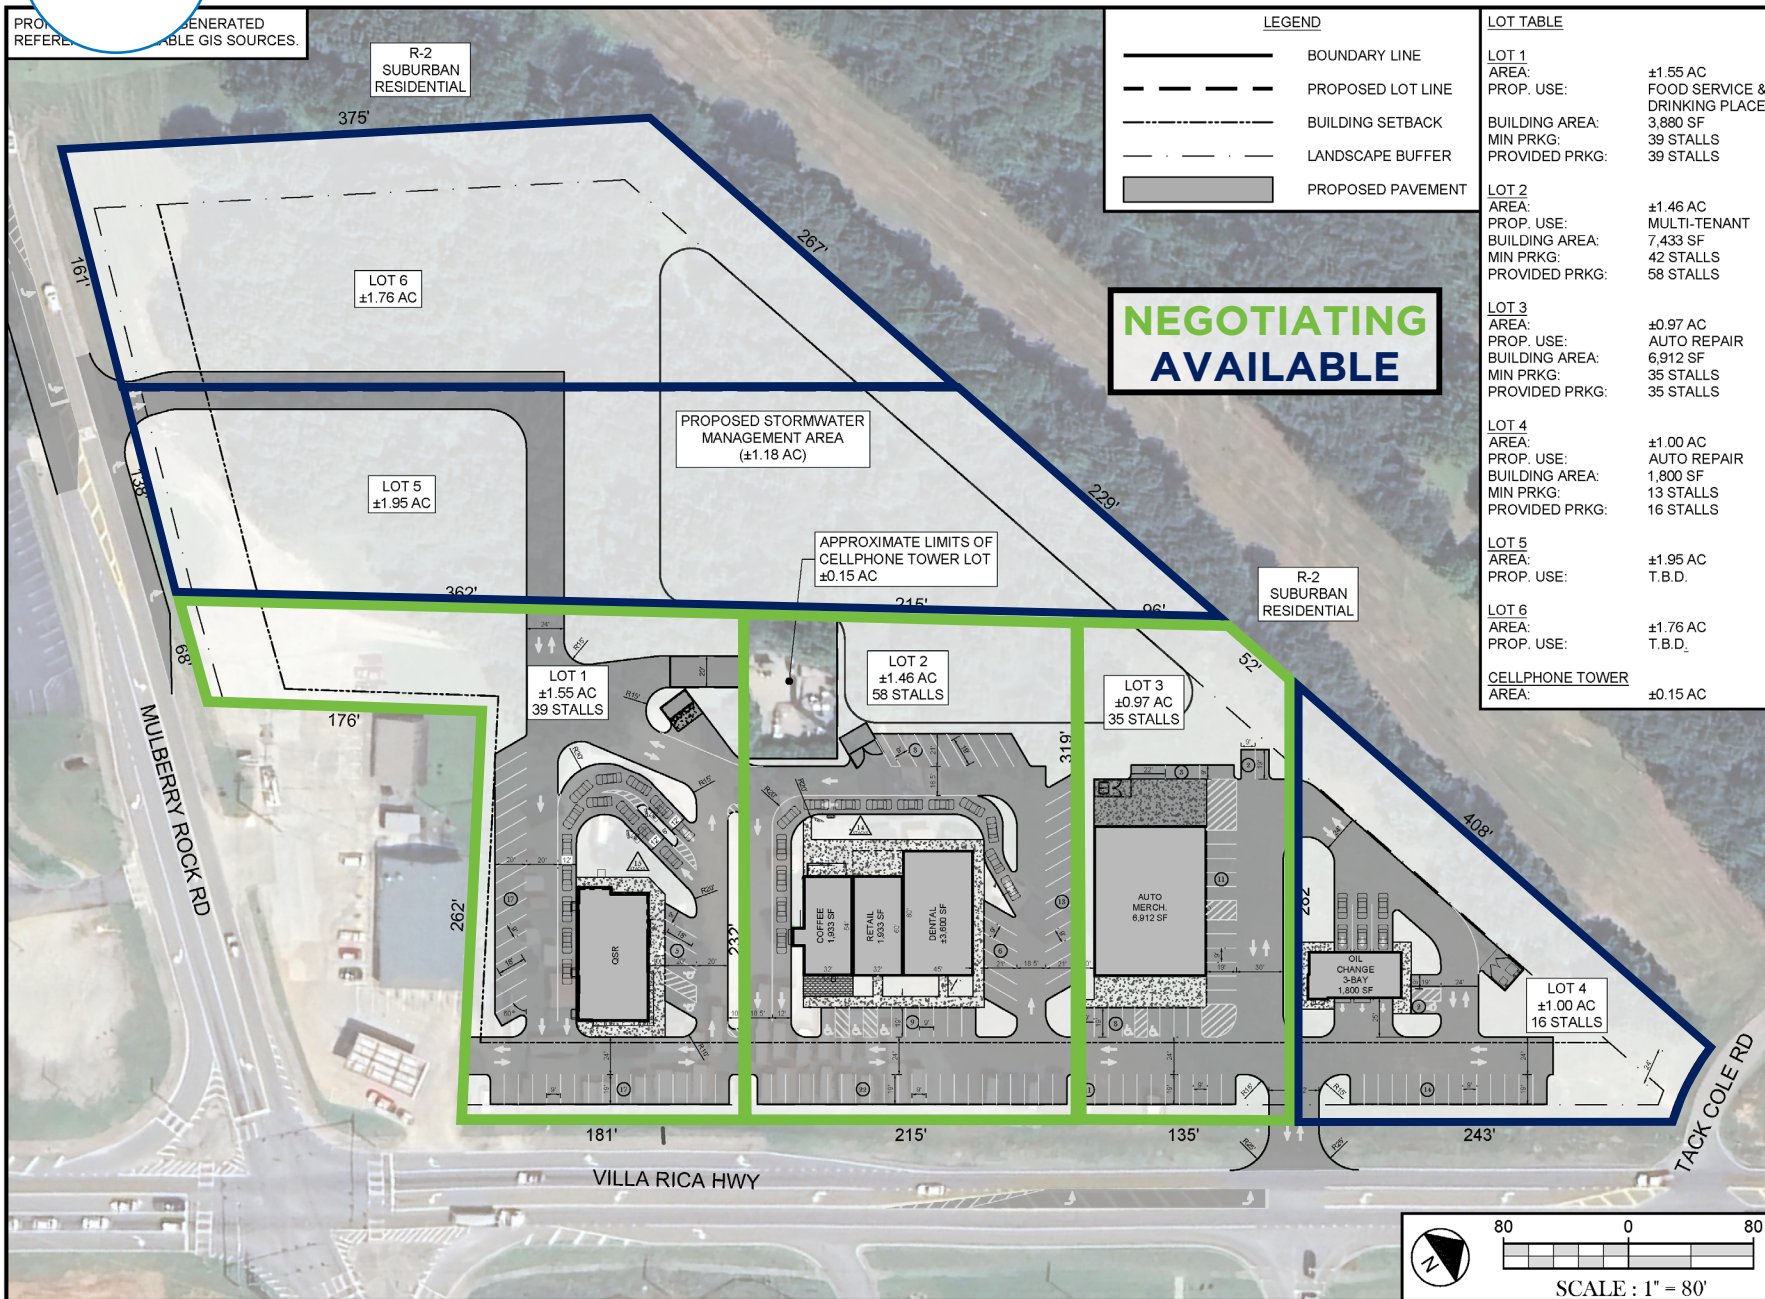 PRO
GENERATED
REFERE
ABLE GIS SOURCES.
R-2
SUBURBAN
RESIDENTIAL
LEGEND
BOUNDARY LINE
PROPOSED LOT LINE
BUILDING SETBACK
LANDSCAPE BUFFER
PROPOSED PAVEMENT
LOT TABLE
LOT 1
AREA: ±1.55 AC
PROP. USE: FOOD SERVICE &
DRINKING PLACE
BUILDING AREA: 3,880 SF
MIN PRKG: 39 STALLS
PROVIDED PRKG: 39 STALLS
LOT 2
AREA: ±1.46 AC
PROP. USE: MULTI-TENANT
BUILDING AREA: 7,433 SF
MIN PRKG: 42 STALLS
PROVIDED PRKG: 58 STALLS
LOT 3
AREA: ±0.97 AC
PROP. USE: AUTO REPAIR
BUILDING AREA: 6,912 SF
MIN PRKG: 35 STALLS
PROVIDED PRKG: 35 STALLS
LOT 4
AREA: ±1.00 AC
PROP. USE: AUTO REPAIR
BUILDING AREA: 1,800 SF
MIN PRKG: 13 STALLS
PROVIDED PRKG: 16 STALLS
LOT 5
AREA: ±1.95 AC
PROP. USE: T.B.D.
LOT 6
AREA: ±1.76 AC
PROP. USE: T.B.D.
CELLPHONE TOWER
AREA: ±0.15 AC
NEGOTIATING
AVAILABLE
375'
267'
161'
LOT 6
±1.76 AC
PROPOSED STORMWATER
MANAGEMENT AREA
(±1.18 AC)
138'
LOT 5
±1.95 AC
229'
APPROXIMATE LIMITS OF
CELLPHONE TOWER LOT
±0.15 AC
R-2
SUBURBAN
RESIDENTIAL
362'
215'
96'
68'
52'
176'
LOT 1
±1.55 AC
39 STALLS
LOT 2
±1.46 AC
58 STALLS
LOT 3
±0.97 AC
35 STALLS
319'
408'
262'
232'
282'
MULBERRY ROCK RD
QSR
COFFEE
1,933 SF
RETAIL
1,933 SF
DENTAL
±3,600 SF
AUTO
MERCH.
6,912 SF
OIL
CHANGE
3-BAY
1,800 SF
LOT 4
±1.00 AC
16 STALLS
181'
215'
135'
243'
VILLA RICA HWY
TACK COLE RD
N
80 0 80
SCALE : 1" = 80'